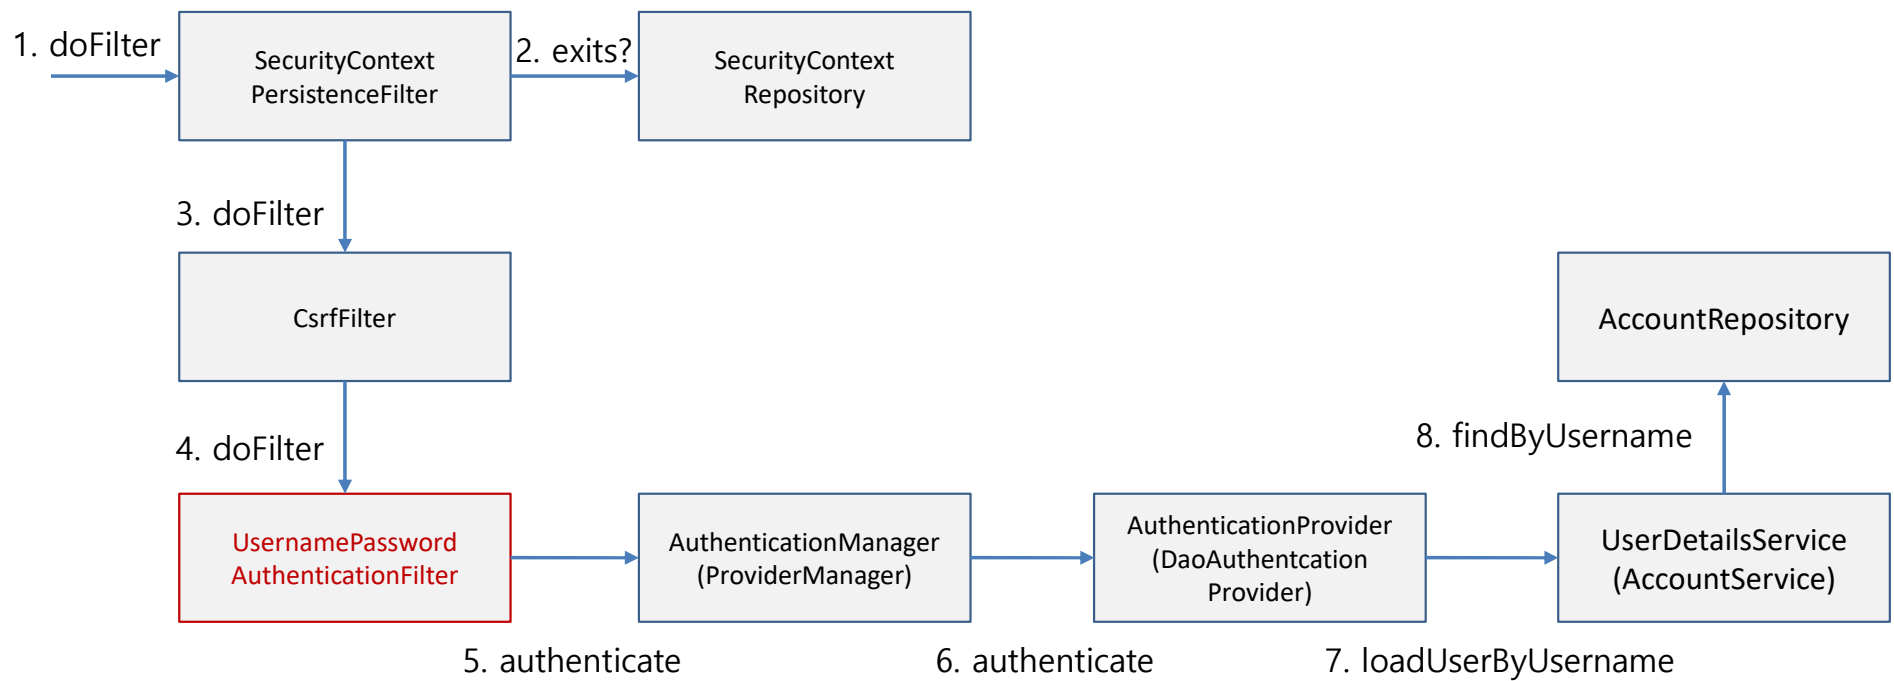 1. doFilter
SecurityContext
PersistenceFilter
2. exits?
SecurityContext
Repository
3. doFilter
CsrfFilter
AccountRepository
4. doFilter
8. findByUsername
UsernamePassword
AuthenticationFilter
AuthenticationManager
(ProviderManager)
AuthenticationProvider
(DaoAuthentcation
Provider)
UserDetailsService
(AccountService)
5. authenticate
6. authenticate
7. loadUserByUsername